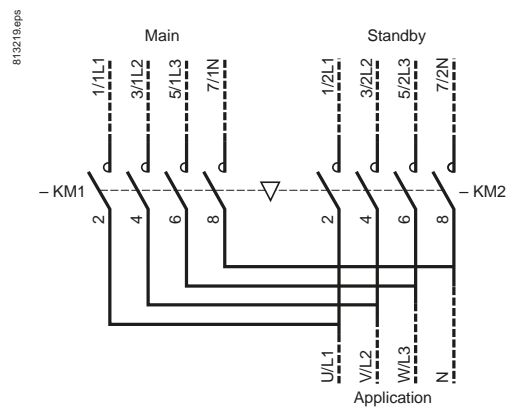 813219.eps
Main
Standby
1/1L1
3/1L2
5/1L3
7/1N
1/2L1
3/2L2
5/2L3
7/2N
– KM1
– KM2
2
4
6
8
2
4
6
8
U/L1
V/L2
W/L3
N
Application